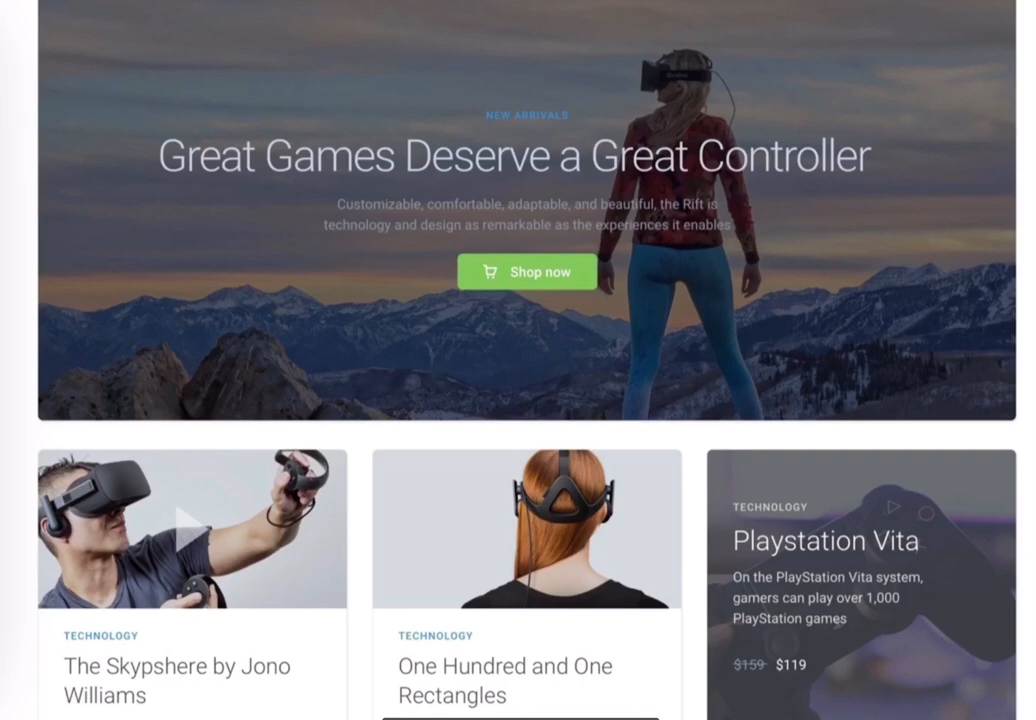 Oculus
NEW ARRIVALS
Great Games Deserve a Great Controller
Customizable, comfortable, adaptable, and beautiful, the Rift is
technology and design as remarkable as the experiences it enables
Shop now
TECHNOLOGY
The Skypshere by Jono
Williams
TECHNOLOGY
One Hundred and One
Rectangles
TECHNOLOGY
Playstation Vita
On the PlayStation Vita system,
gamers can play over 1,000
PlayStation games
$159 $119